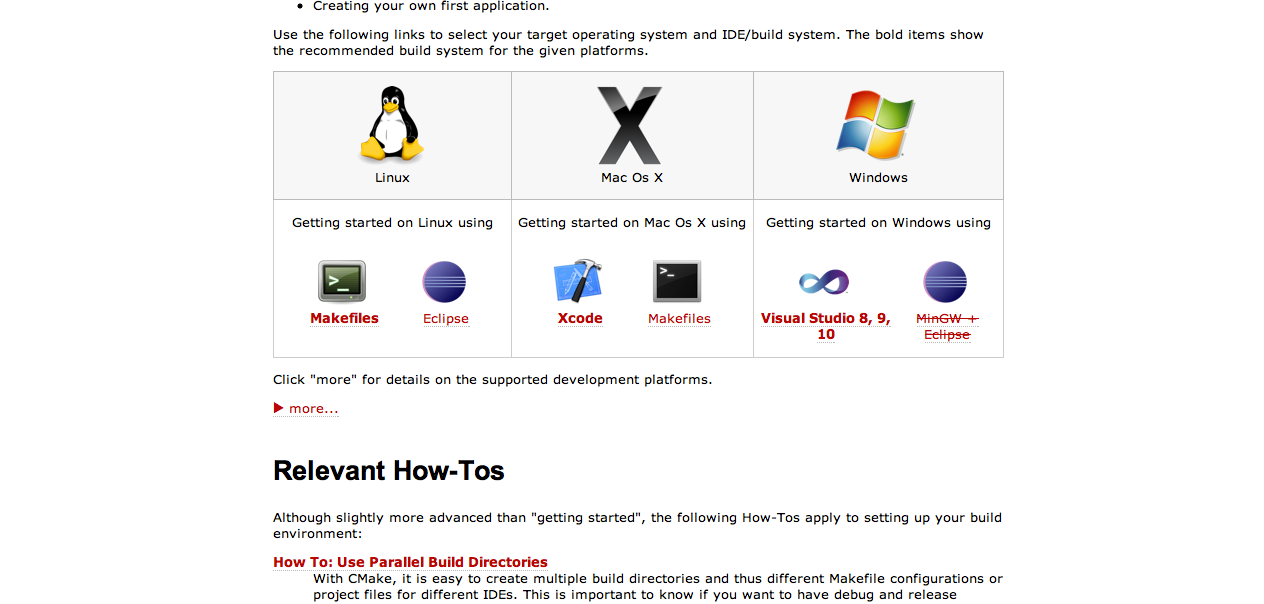 Creating your own first application.
Use the following links to select your target operating system and IDE/build system. The bold items show
the recommended build system for the given platforms.
Linux
Mac Os X
Windows
Getting started on Linux using
Getting started on Mac Os X using
Getting started on Windows using
>_
>_
Makefiles
Eclipse
Xcode
Makefiles
Visual Studio 8, 9,
10
MinGW +
Eclipse
Click "more" for details on the supported development platforms.
more...
Relevant How-Tos
Although slightly more advanced than "getting started", the following How-Tos apply to setting up your build
environment:
How To: Use Parallel Build Directories
With CMake, it is easy to create multiple build directories and thus different Makefile configurations or
project files for different IDEs. This is important to know if you want to have debug and release